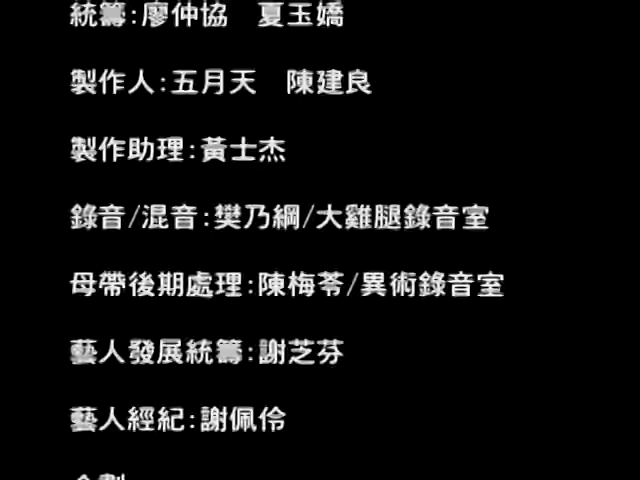 統籌:廖仲協　夏玉嬌
製作人:五月天　陳建良
製作助理:黃士杰
錄音/混音:樊乃綱/大雞腿錄音室
母帶後期處理:陳梅苓/異術錄音室
藝人發展統籌:謝芝芬
藝人經紀:謝佩伶
企劃